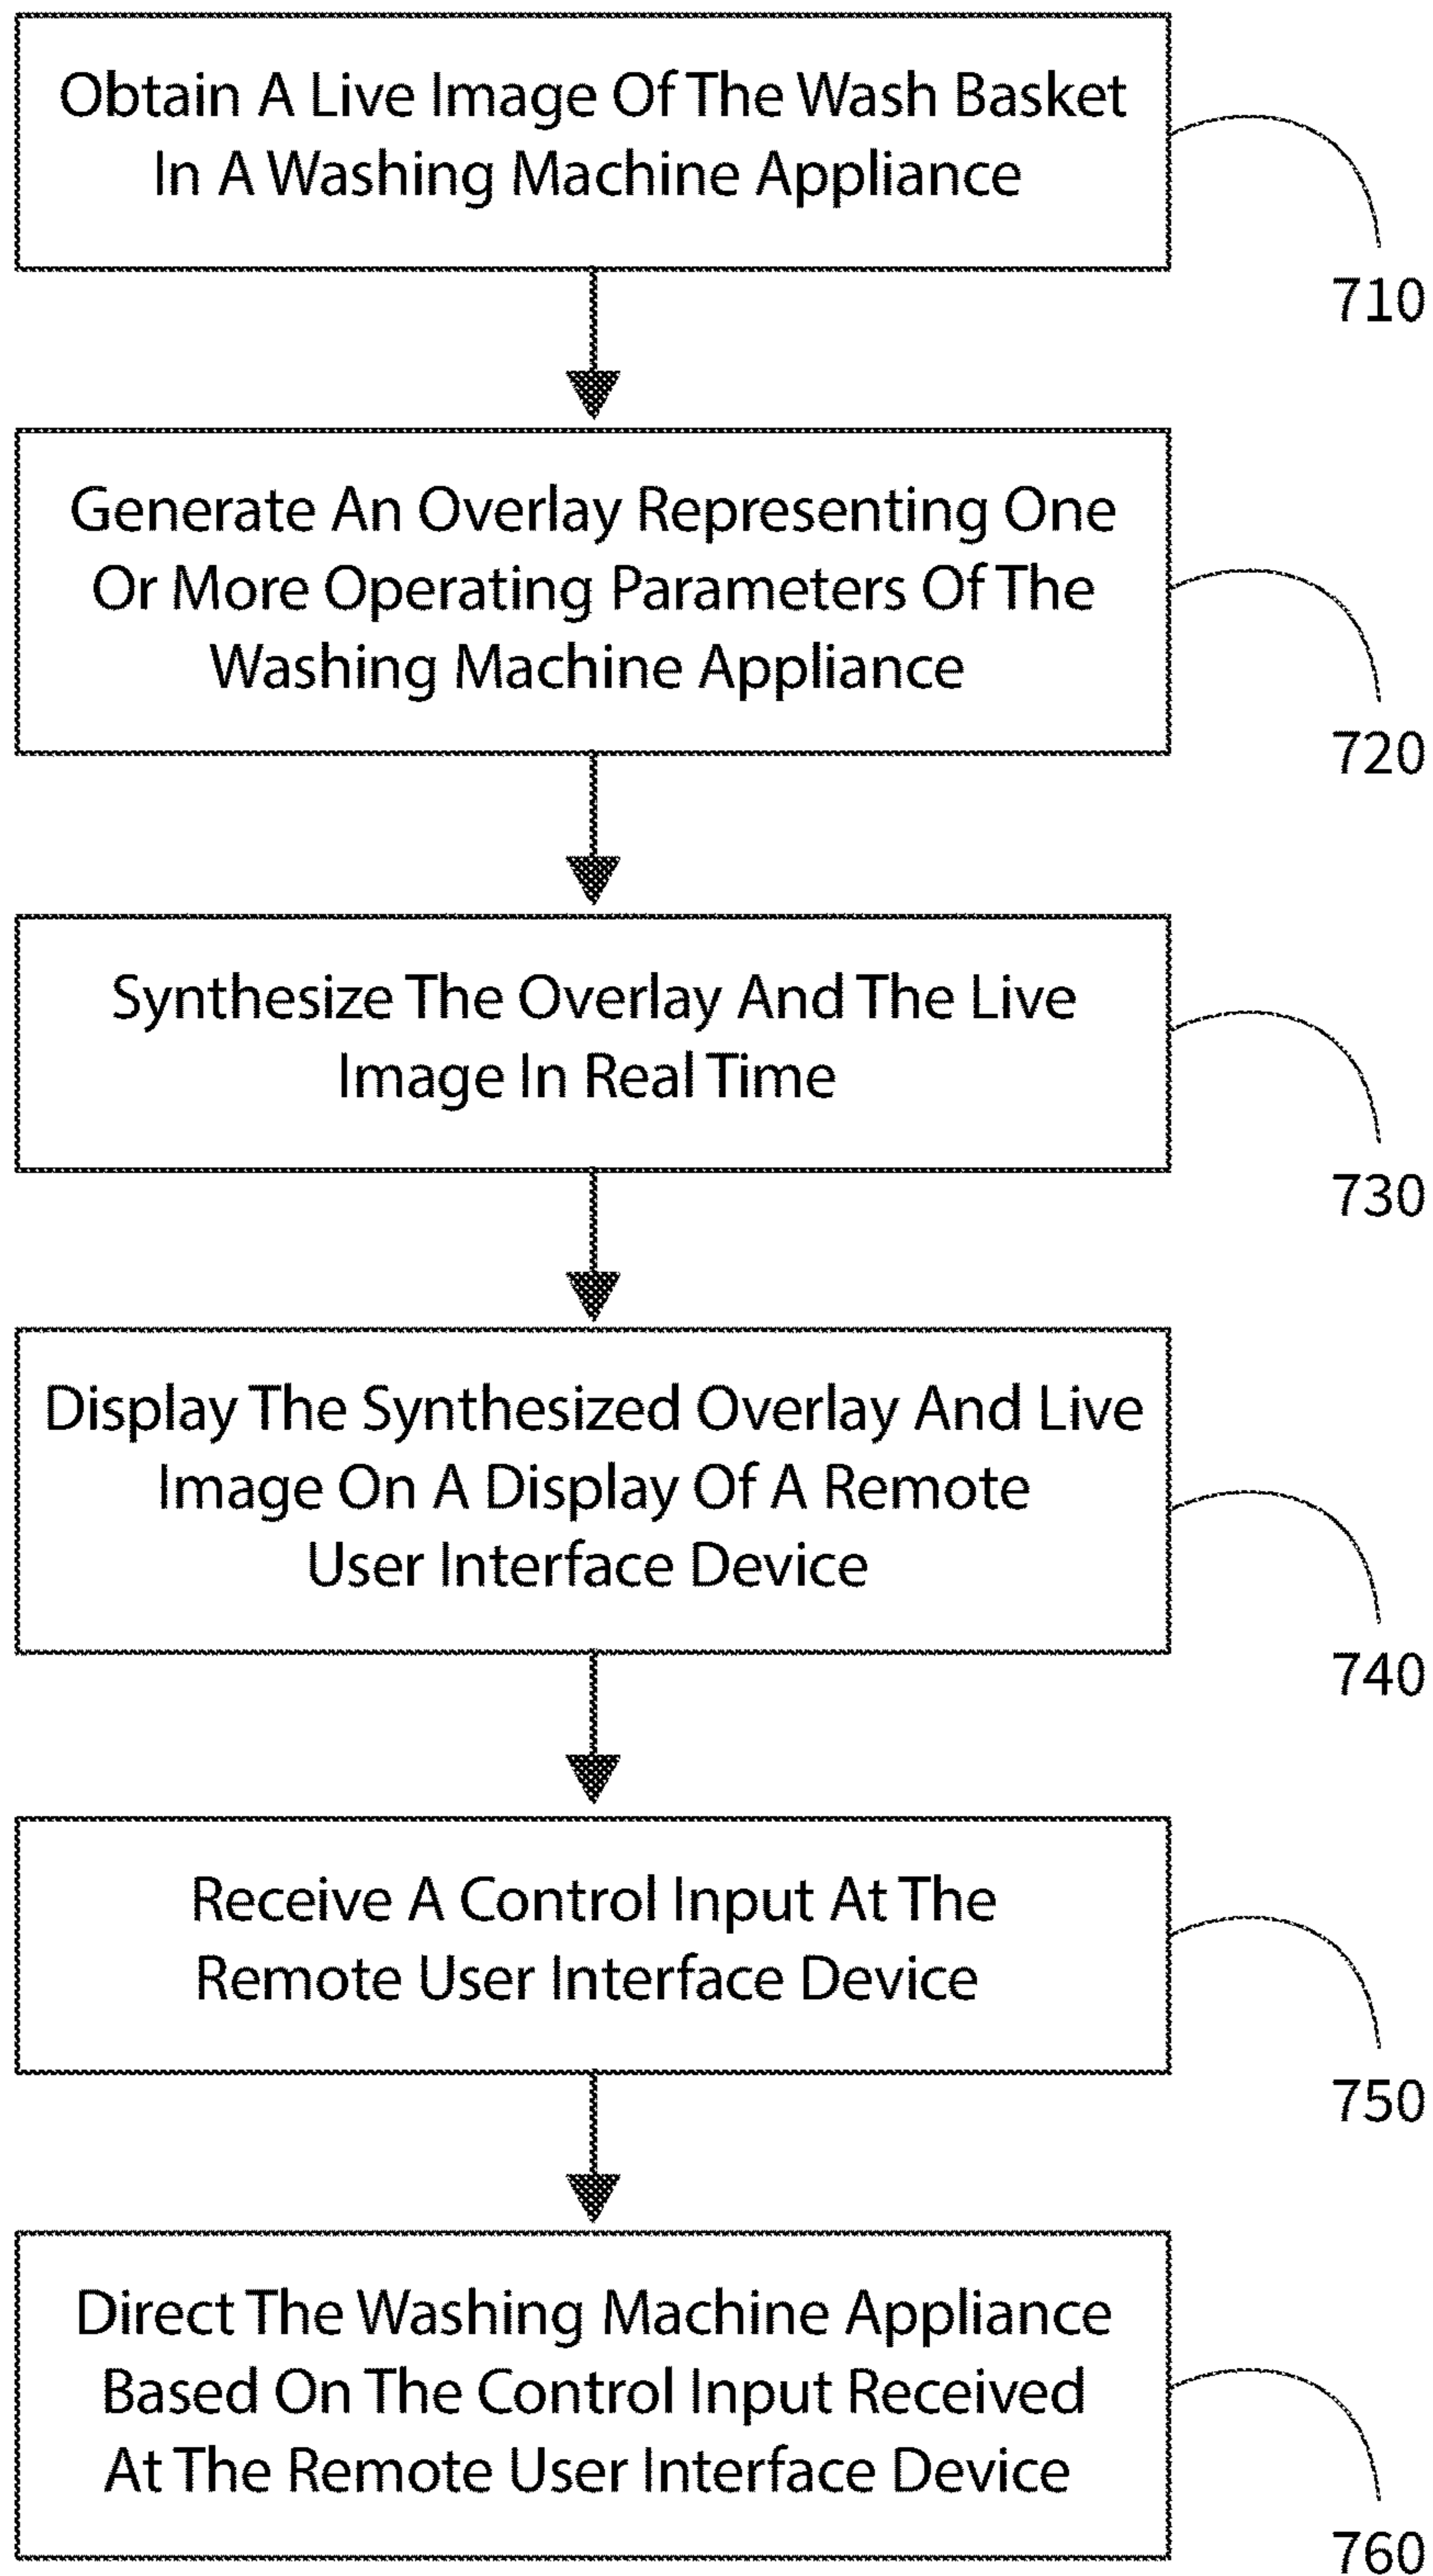 Obtain A Live Image Of The Wash Basket
In A Washing Machine Appliance
710
Generate An Overlay Representing One
Or More Operating Parameters Of The
Washing Machine Appliance
720
Synthesize The Overlay And The Live
Image In Real Time
730
Display The Synthesized Overlay And Live
Image On A Display Of A Remote
User Interface Device
740
Receive A Control Input At The
Remote User Interface Device
750
Direct The Washing Machine Appliance
Based On The Control Input Received
At The Remote User Interface Device
760